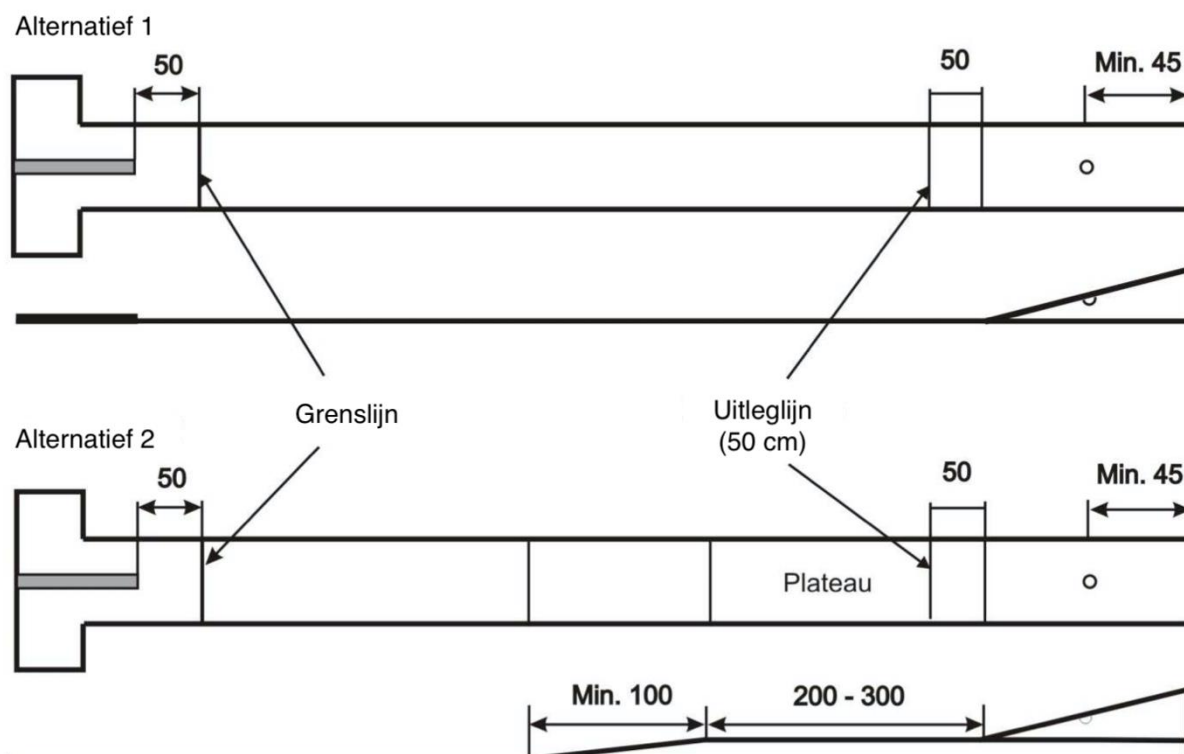 Alternatief 1
50
50
Min. 45
Grenslijn
Uitleglijn
(50 cm)
Alternatief 2
50
50
Min. 45
Plateau
Min. 100
200 - 300